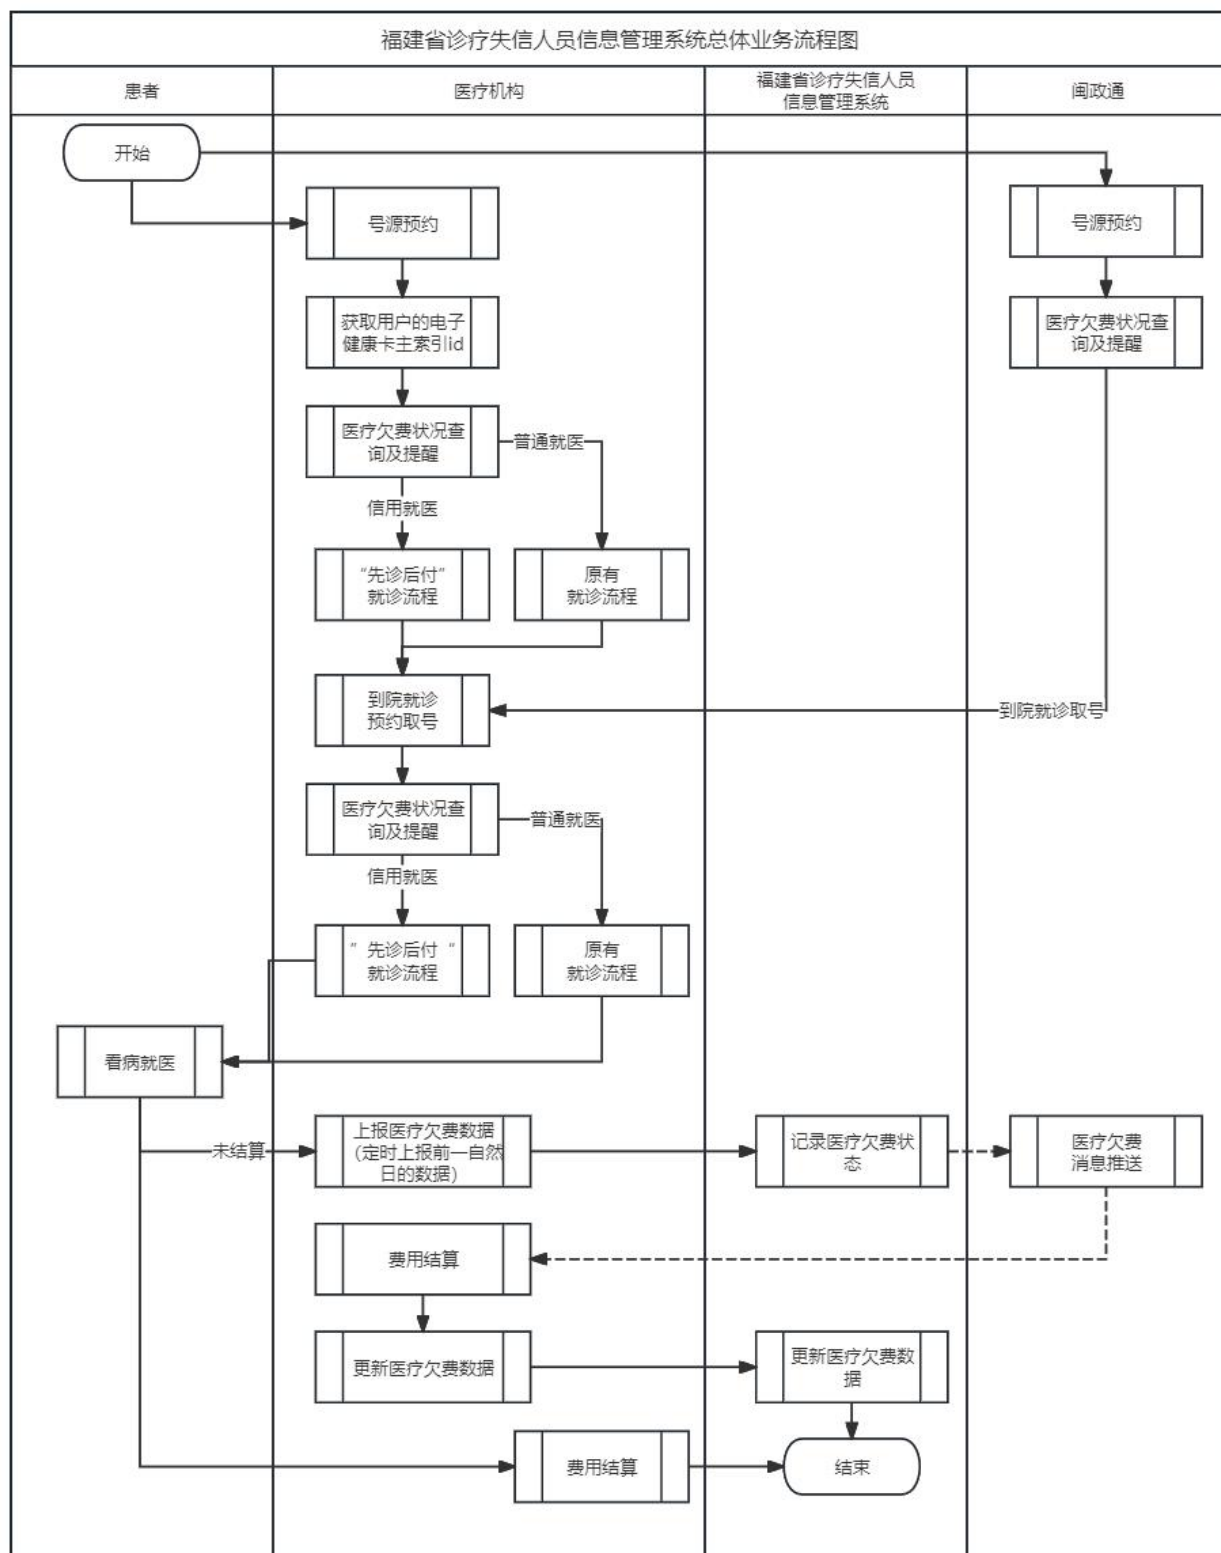 福建省诊疗失信人员信息管理系统总体业务流程图
患者
医疗机构
福建省诊疗失信人员
信息管理系统
闽政通
开始
号源预约
号源预约
获取用户的电子
健康卡主索引id
医疗欠费状况查
询及提醒
医疗欠费状况查
询及提醒
普通就医
信用就医
“先诊后付”
就诊流程
原有
就诊流程
到院就诊
预约取号
到院就诊取号
医疗欠费状况查
询及提醒
普通就医
信用就医
”先诊后付“
就诊流程
原有
就诊流程
看病就医
未结算
上报医疗欠费数据
（定时上报前一自然
日的数据）
记录医疗欠费状
态
医疗欠费
消息推送
费用结算
更新医疗欠费数据
更新医疗欠费数
据
费用结算
结束